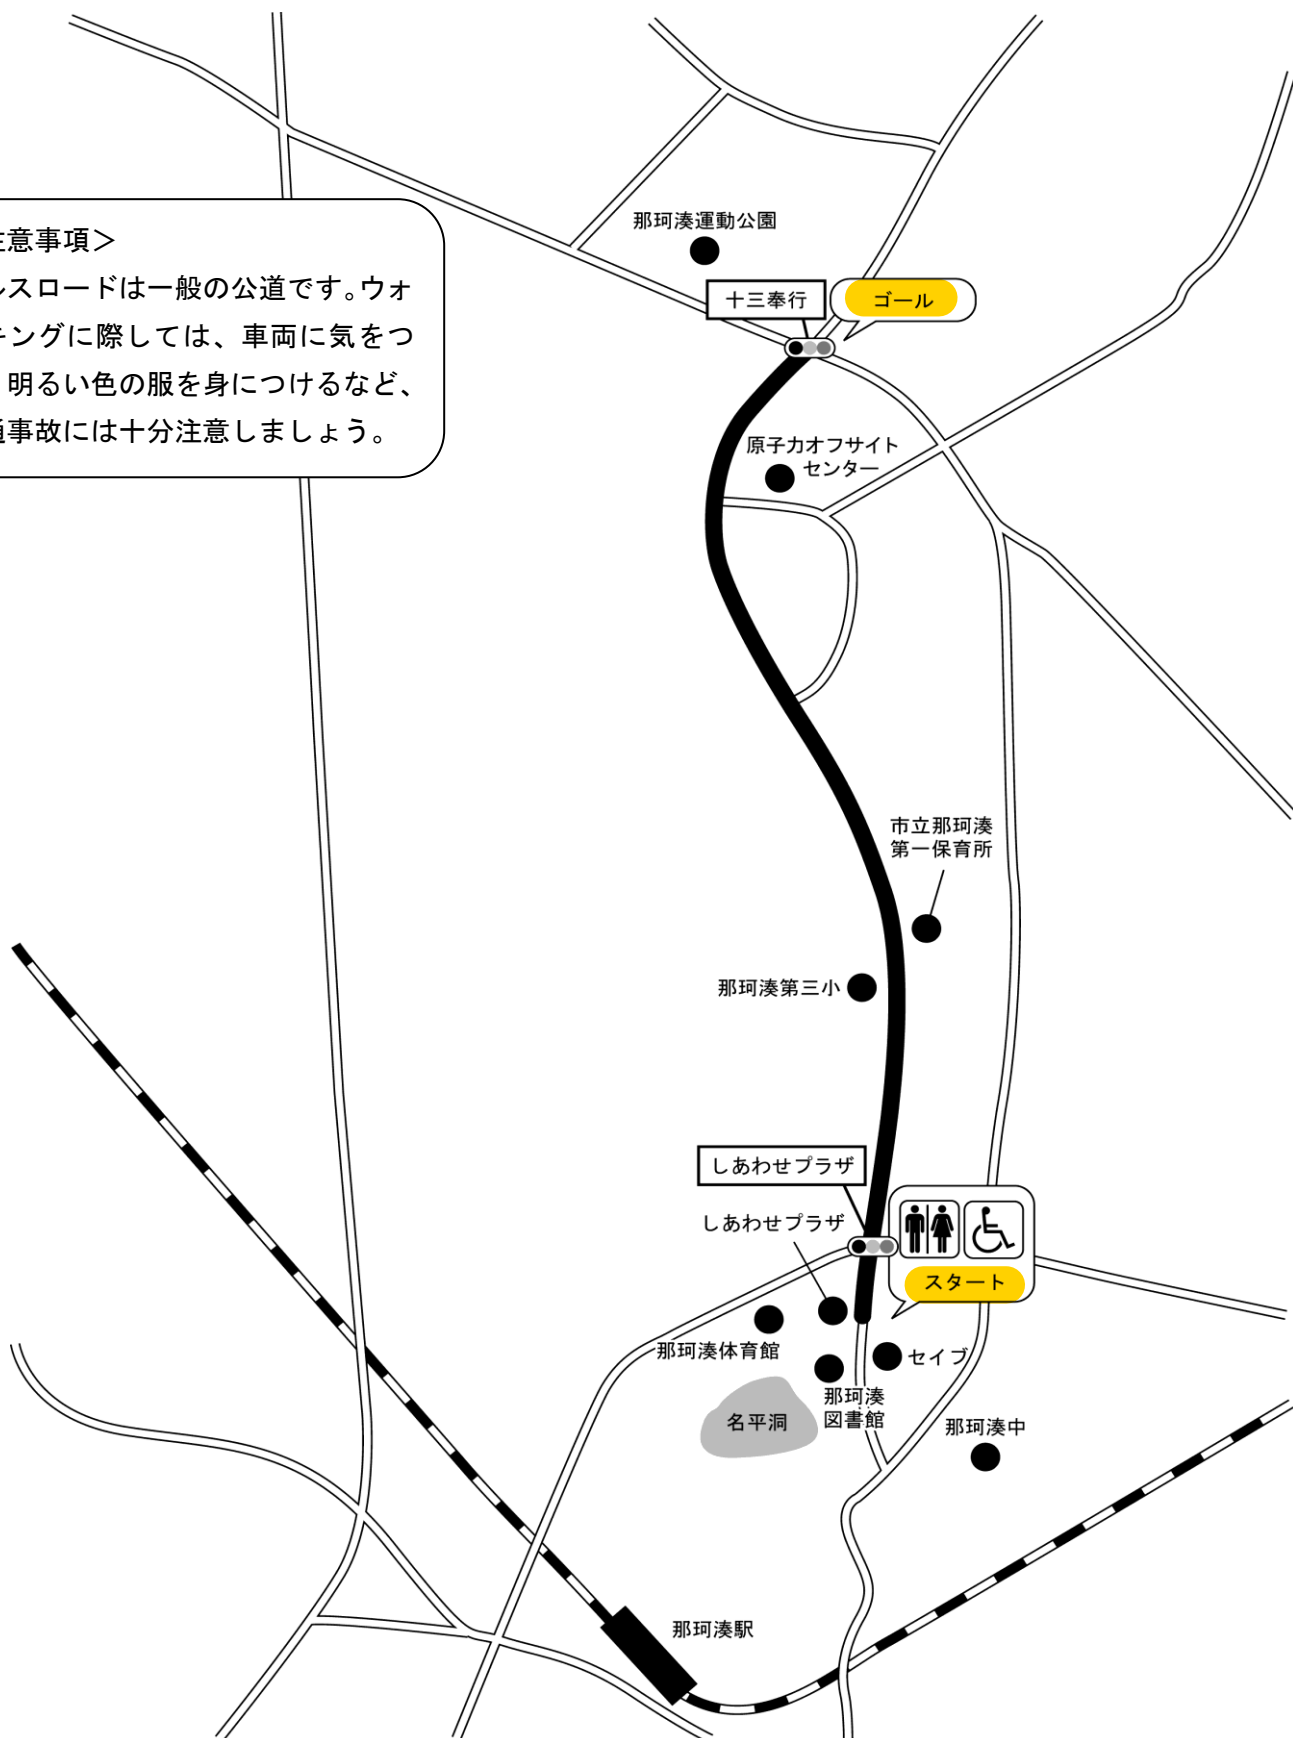 那珂湊運動公園
意事項＞
スロードは一般の公道です。ウォ
キングに際しては、車両に気をつ
明るい色の服を身につけるなど、
事故には十分注意しましょう。
十三奉行
ゴール
原子力オフサイト
センター
市立那珂湊
第一保育所
那珂湊第三小
しあわせプラザ
しあわせプラザ
スタート
那珂湊体育館
セイブ
那珂湊
図書館
名平洞
那珂湊中
那珂湊駅